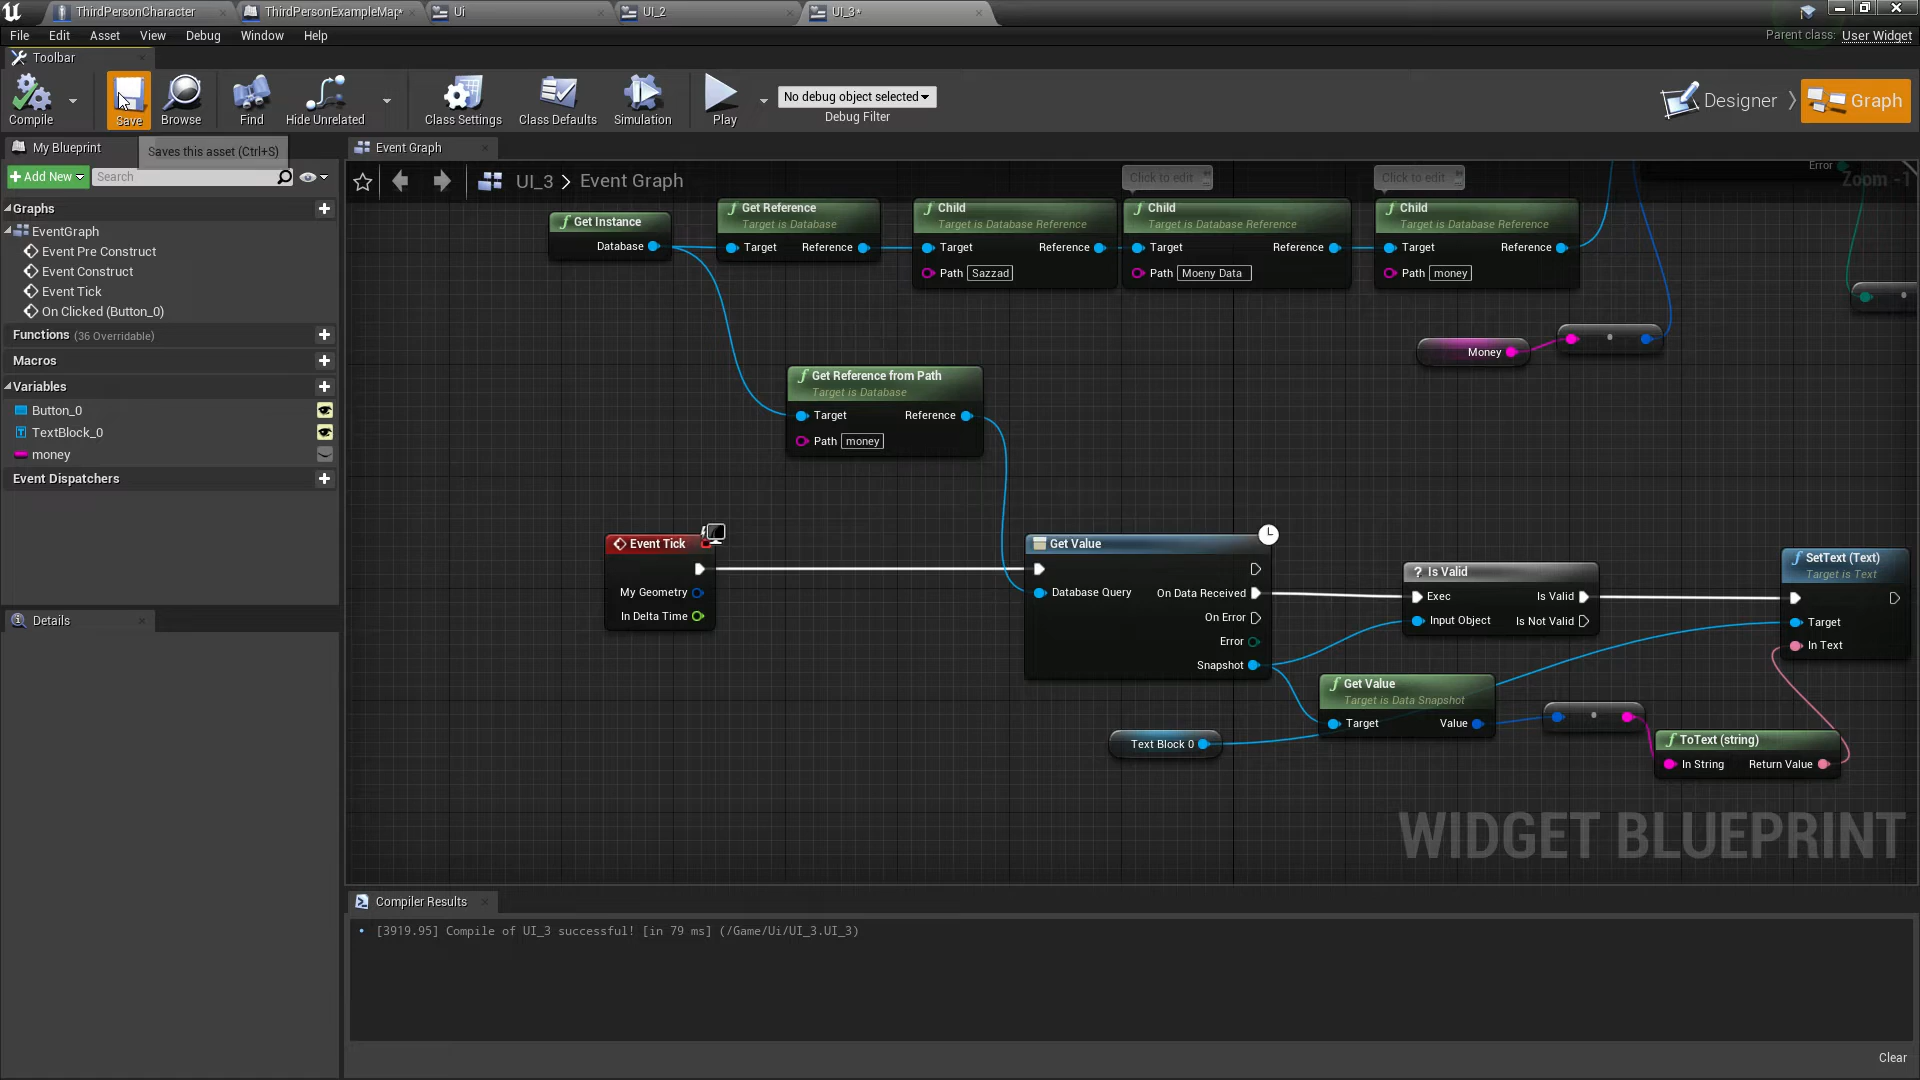 ThirdPersonCharacter
ThirdPersonExampleMap*
Ui
UI_2
UI_3*
File Edit Asset View Debug Window Help
Parent class: User Widget
Toolbar
Compile
Save
Browse
Find
Hide Unrelated
Class Settings
Class Defaults
Simulation
Play
No debug object selected
Debug Filter
Designer
Graph
My Blueprint
Saves this asset (Ctrl+S)
Add New
Search
Graphs
EventGraph
Event Pre Construct
Event Construct
Event Tick
On Clicked (Button_0)
Functions (36 Overridable)
Macros
Variables
Button_0
TextBlock_0
money
Event Dispatchers
Details
Event Graph
UI_3 > Event Graph
Zoom -1
Error
Click to edit
Click to edit
Get Instance
Database
Get Reference
Target is Database
Target Reference
Child
Target is Database Reference
Target Reference
Path Sazzad
Child
Target is Database Reference
Target Reference
Path Moeny Data
Child
Target is Database Reference
Target Reference
Path money
Money
Get Reference from Path
Target is Database
Target Reference
Path money
Event Tick
My Geometry
In Delta Time
Get Value
Database Query On Data Received
On Error
Error
Snapshot
? Is Valid
Exec Is Valid
Input Object Is Not Valid
SetText (Text)
Target is Text
Target
In Text
Get Value
Target is Data Snapshot
Target Value
Text Block 0
ToText (string)
In String Return Value
WIDGET BLUEPRINT
Compiler Results
[3919.95] Compile of UI_3 successful! [in 79 ms] (/Game/Ui/UI_3.UI_3)
Clear